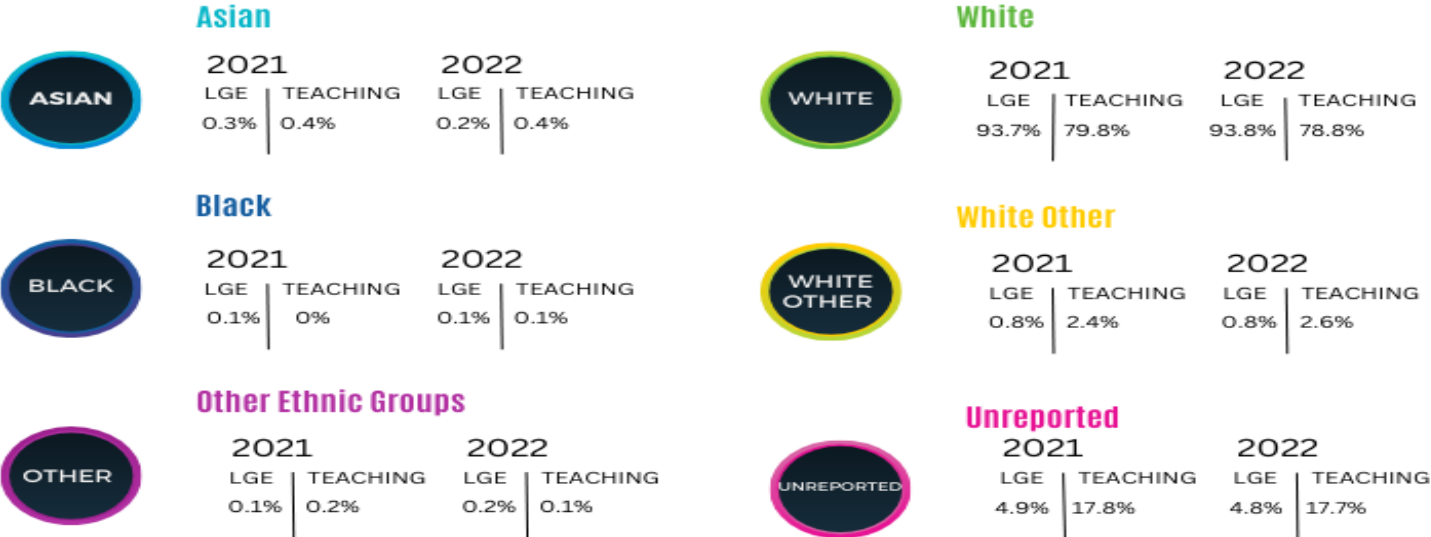 Asian
ASIAN
2021 2022
LGE TEACHING LGE TEACHING
0.3% 0.4% 0.2% 0.4%
Black
BLACK
2021 2022
LGE TEACHING LGE TEACHING
0.1% 0% 0.1% 0.1%
Other Ethnic Groups
OTHER
2021 2022
LGE TEACHING LGE TEACHING
0.1% 0.2% 0.2% 0.1%
White
WHITE
2021 2022
LGE TEACHING LGE TEACHING
93.7% 79.8% 93.8% 78.8%
White Other
WHITE
OTHER
2021 2022
LGE TEACHING LGE TEACHING
0.8% 2.4% 0.8% 2.6%
Unreported
UNREPORTED
2021 2022
LGE TEACHING LGE TEACHING
4.9% 17.8% 4.8% 17.7%